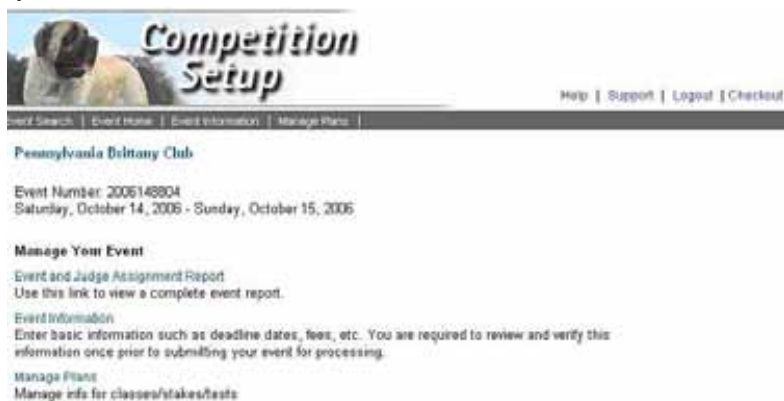 Competition
Setup
Help | Support | Logout | Checkout
Event Search | Event Home | Event Information | Manage Plans |
Pennsylvania Brittany Club
Event Number: 2006148804
Saturday, October 14, 2006 - Sunday, October 15, 2006
Manage Your Event
Event and Judge Assignment Report
Use this link to view a complete event report.
Event Information
Enter basic information such as deadline dates, fees, etc. You are required to review and verify this
information once prior to submitting your event for processing.
Manage Plans
Manage info for classes/stakes/tests